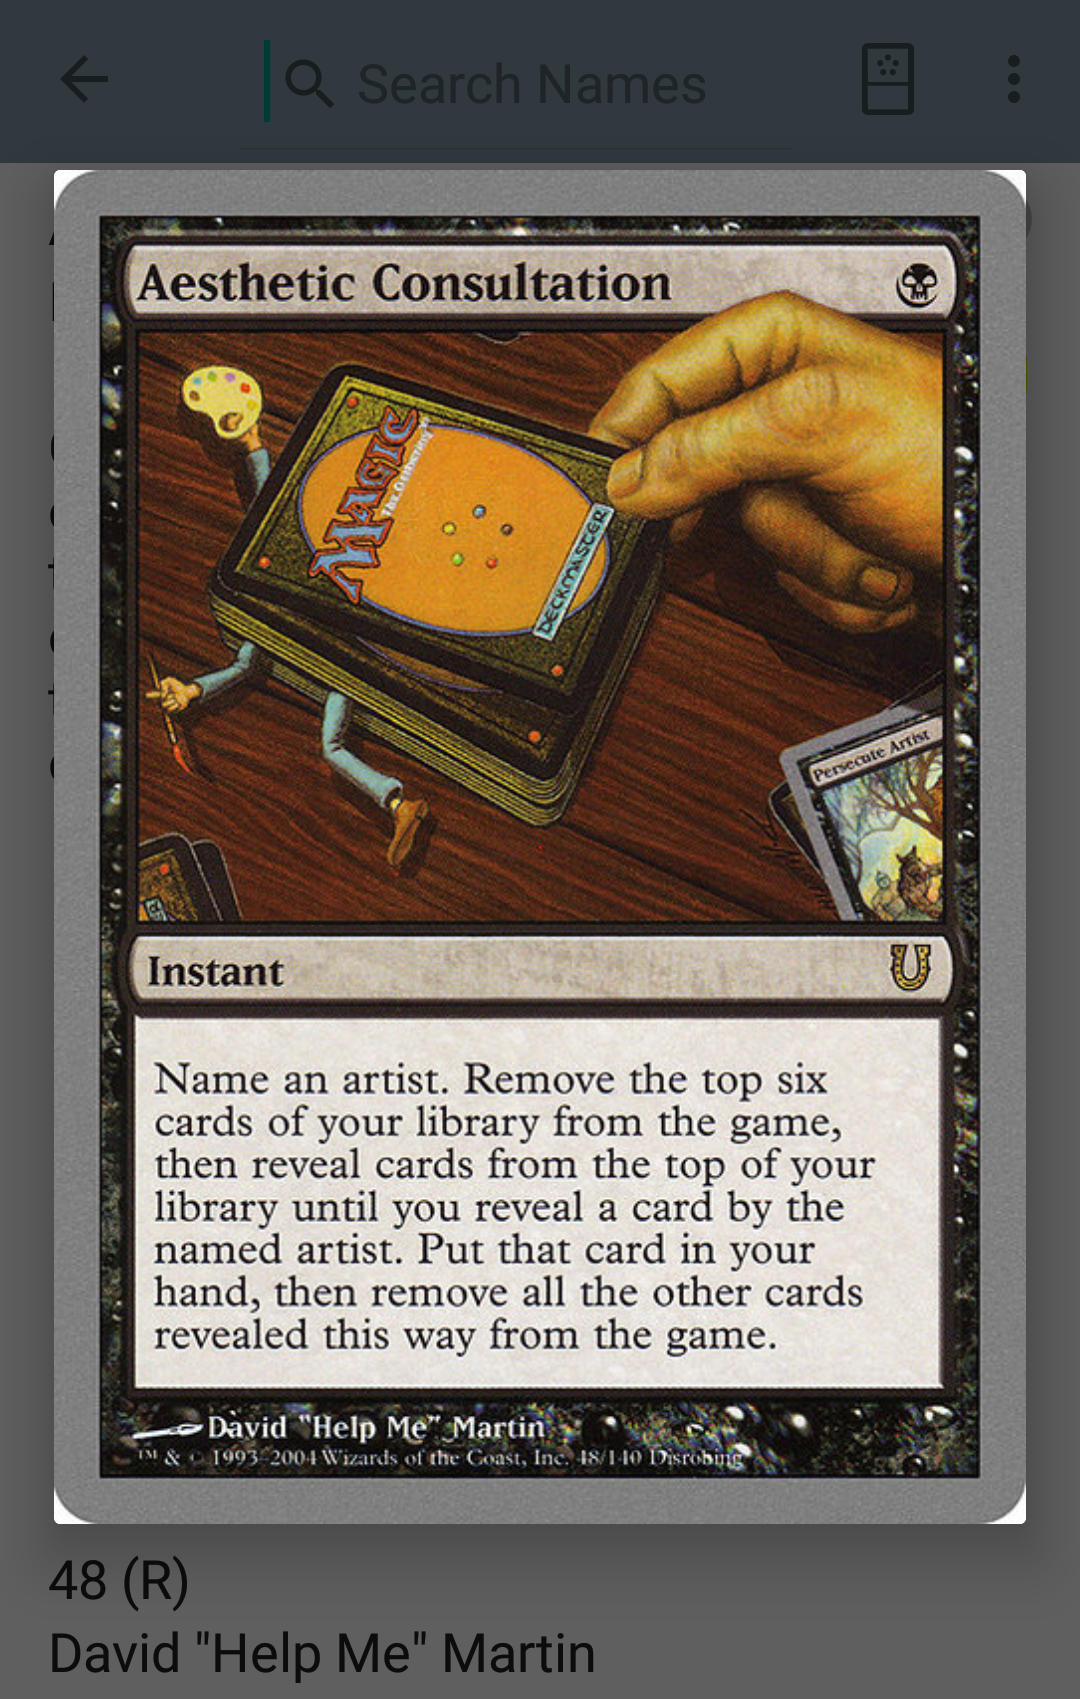 Search Names
Aesthetic Consultation
MAGIC
The Gathering
DECKMASTER
Persecute Artist
Instant
Name an artist. Remove the top six
cards of your library from the game,
then reveal cards from the top of your
library until you reveal a card by the
named artist. Put that card in your
hand, then remove all the other cards
revealed this way from the game.
David "Help Me" Martin
™ & © 1993–2004 Wizards of the Coast, Inc. 48/140 Disrobing
48 (R)
David "Help Me" Martin